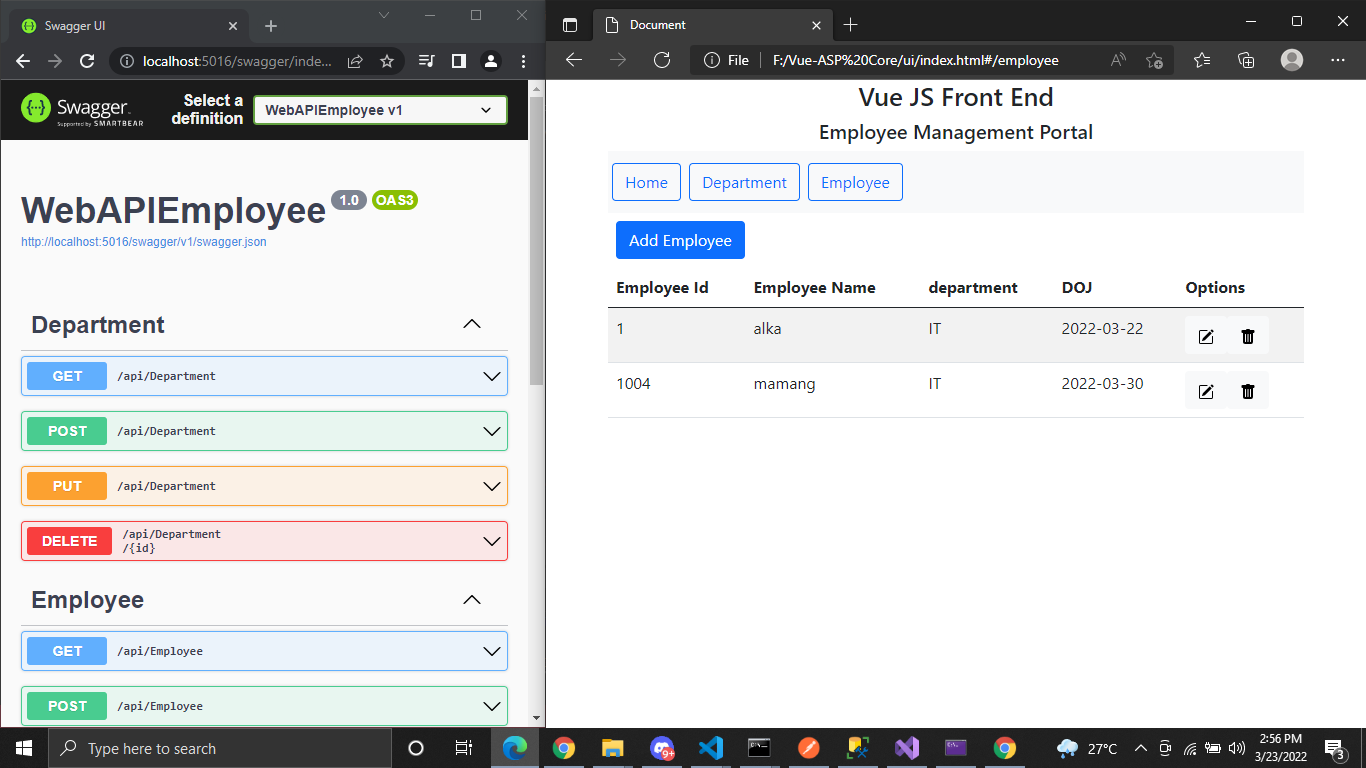 Swagger UI
localhost:5016/swagger/inde...
Swagger.
Supported by SMARTBEAR
Select a
definition
WebAPIEmployee v1
WebAPIEmployee 1.0 OAS3
http://localhost:5016/swagger/v1/swagger.json
Department
GET /api/Department
POST /api/Department
PUT /api/Department
DELETE /api/Department
/{id}
Employee
GET /api/Employee
POST /api/Employee
Document
File F:/Vue-ASP%20Core/ui/index.html#/employee
Vue JS Front End
Employee Management Portal
Home Department Employee
Add Employee
Employee Id Employee Name department DOJ Options
1 alka IT 2022-03-22
1004 mamang IT 2022-03-30
Type here to search
9+
27°C
2:56 PM
3/23/2022
3